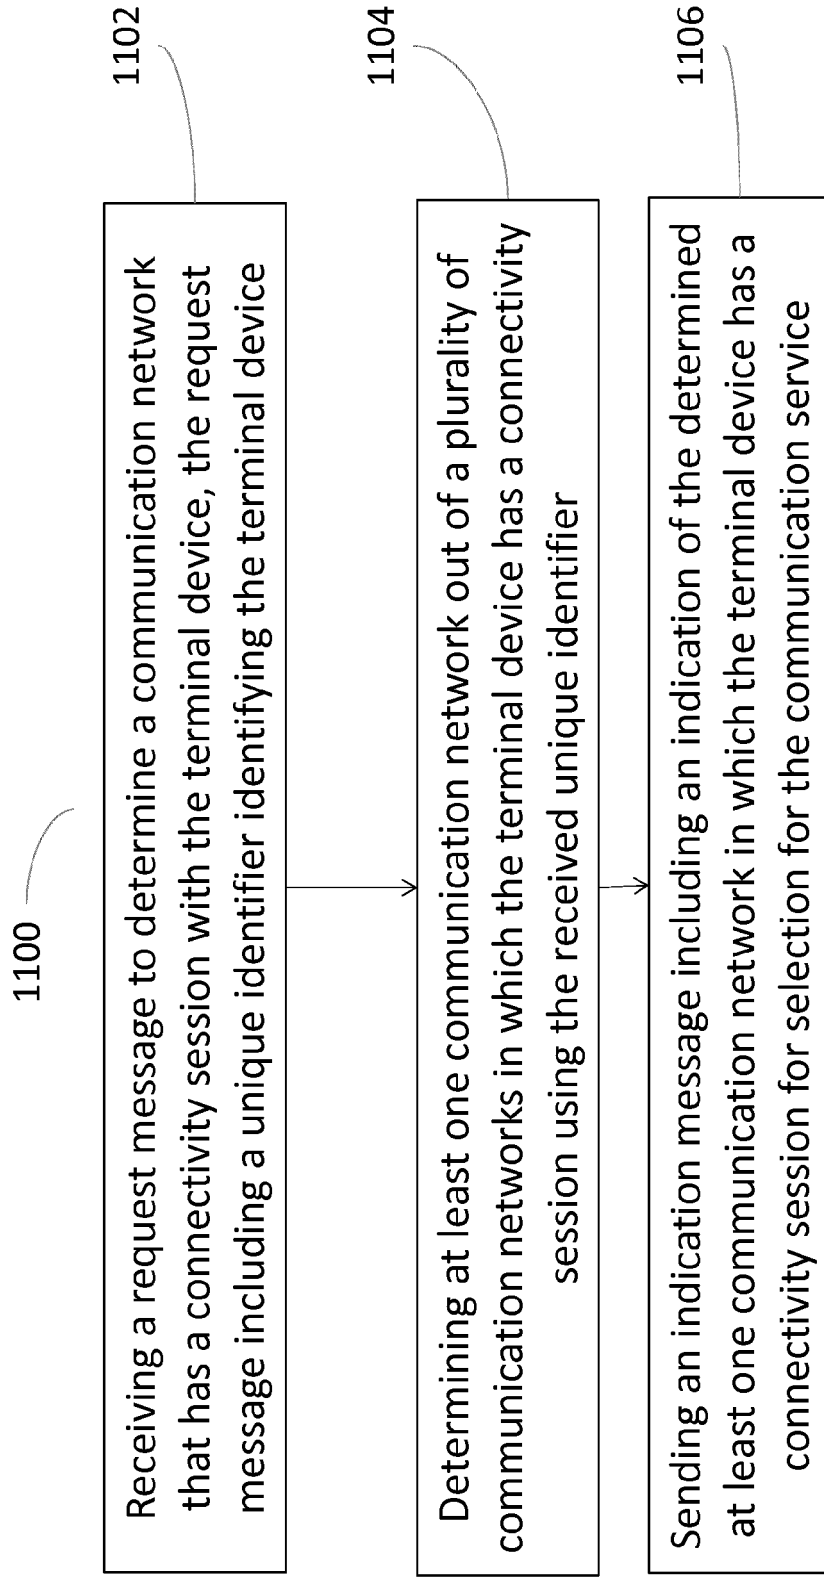 1100
1102
Receiving a request message to determine a communication network
that has a connectivity session with the terminal device, the request
message including a unique identifier identifying the terminal device
1104
Determining at least one communication network out of a plurality of
communication networks in which the terminal device has a connectivity
session using the received unique identifier
1106
Sending an indication message including an indication of the determined
at least one communication network in which the terminal device has a
connectivity session for selection for the communication service